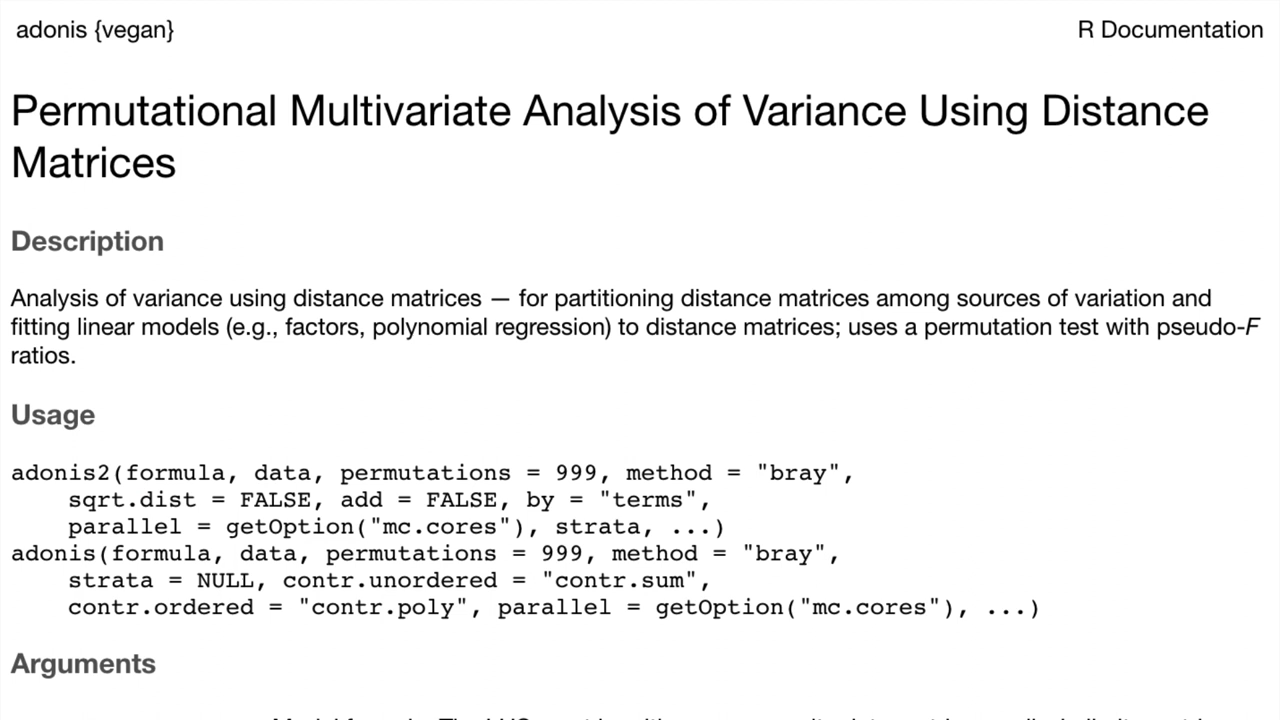 adonis {vegan}
R Documentation
Permutational Multivariate Analysis of Variance Using Distance
Matrices
Description
Analysis of variance using distance matrices — for partitioning distance matrices among sources of variation and
fitting linear models (e.g., factors, polynomial regression) to distance matrices; uses a permutation test with pseudo-F
ratios.
Usage
adonis2(formula, data, permutations = 999, method = "bray",
    sqrt.dist = FALSE, add = FALSE, by = "terms",
    parallel = getOption("mc.cores"), strata, ...)
adonis(formula, data, permutations = 999, method = "bray",
    strata = NULL, contr.unordered = "contr.sum",
    contr.ordered = "contr.poly", parallel = getOption("mc.cores"), ...)
Arguments